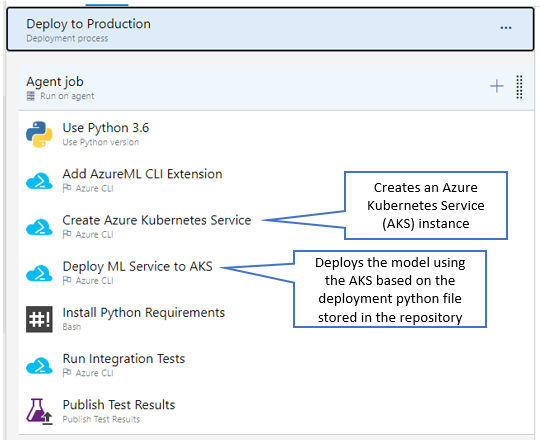 Deploy to Production
...
Deployment process
Agent job
Run on agent
Use Python 3.6
Use Python version
Add AzureML CLI Extension
Azure CLI
Create Azure Kubernetes Service
Azure CLI
Creates an Azure
Kubernetes Service
(AKS) instance
Deploy ML Service to AKS
Azure CLI
Deploys the model using
the AKS based on the
deployment python file
stored in the repository
#!
Install Python Requirements
Bash
Run Integration Tests
Azure CLI
Publish Test Results
Publish Test Results